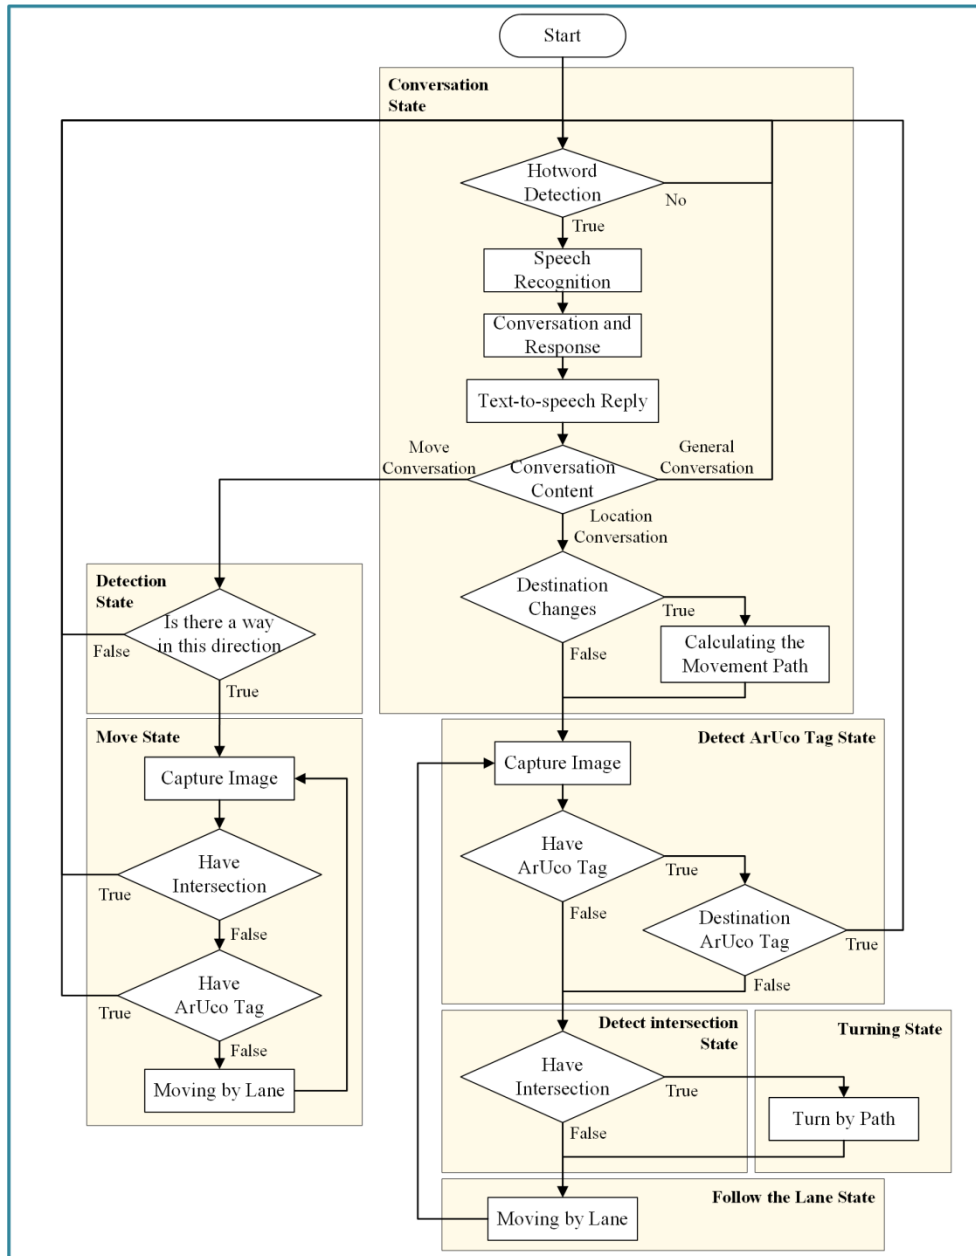 Start
Conversation
State
Hotword
Detection
No
True
Speech
Recognition
Conversation and
Response
Text-to-speech Reply
Move
Conversation
General
Conversation
Conversation
Content
Location
Conversation
Detection
State
Is there a way
in this direction
False
True
Destination
Changes
True
False
Calculating the
Movement Path
Move State
Capture Image
Have
Intersection
True
False
Have
ArUco Tag
True
False
Moving by Lane
Detect ArUco Tag State
Capture Image
Have
ArUco Tag
True
False
Destination
ArUco Tag
True
False
Detect intersection
State
Have
Intersection
True
False
Turning State
Turn by Path
Follow the Lane State
Moving by Lane